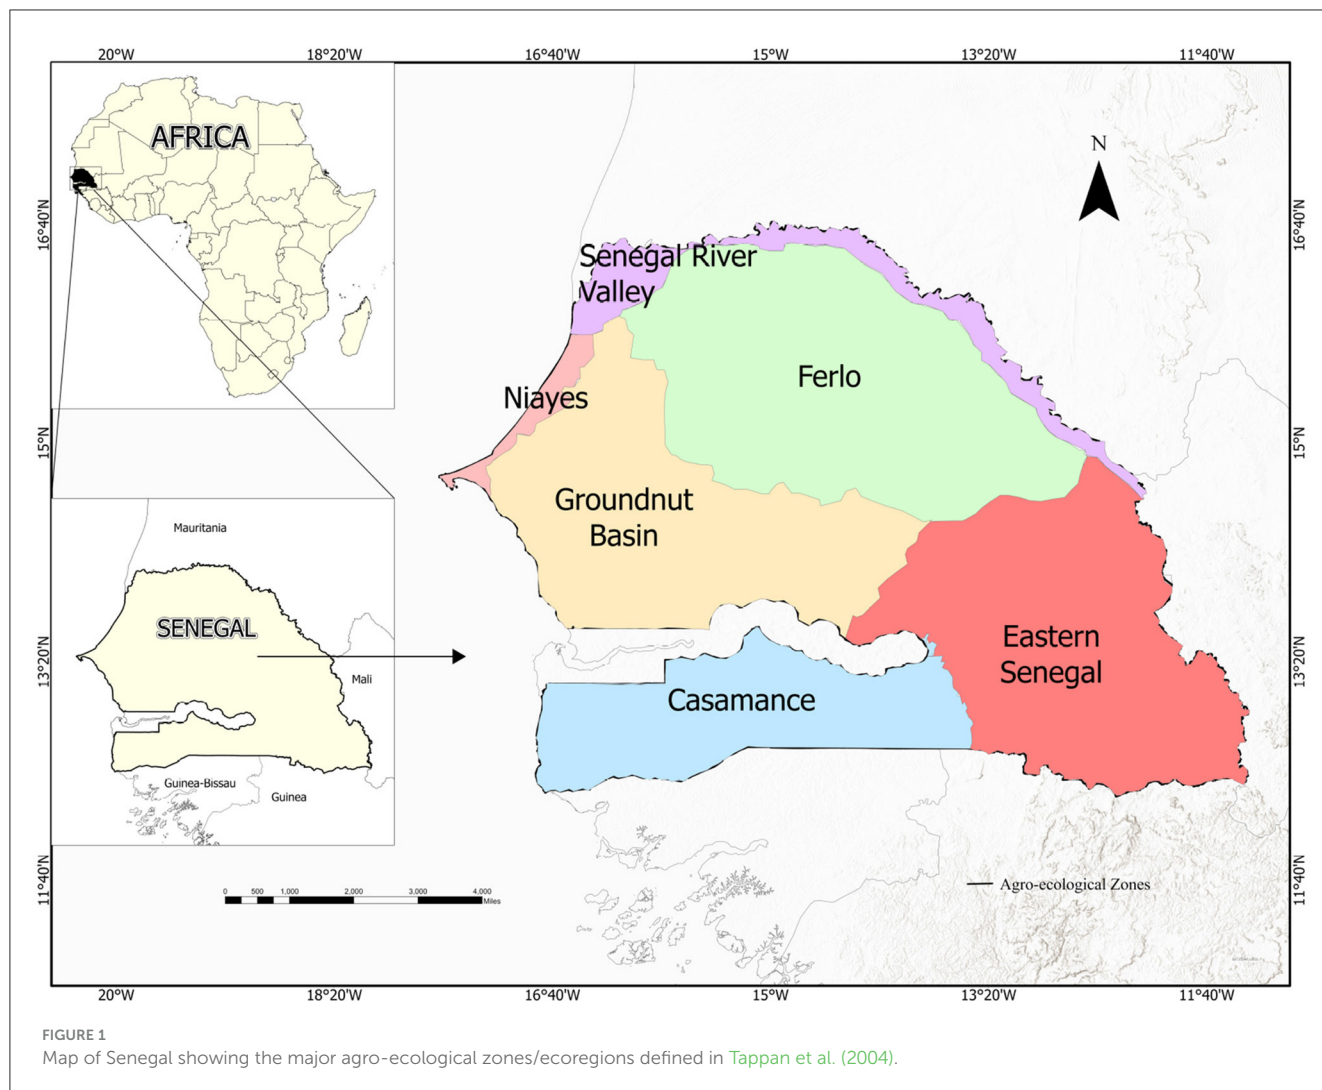 20°W 18°20'W 16°40'W 15°W 13°20'W 11°40'W
AFRICA
N
16°40'N
16°40'N
Senegal River
Valley
Ferlo
Niayes
15°N
15°N
Groundnut
Basin
Mauritania
SENEGAL
Eastern
Senegal
13°20'N
13°20'N
Mali
Casamance
Guinea-Bissau
Guinea
11°40'N
11°40'N
Agro-ecological Zones
0 500 1,000 2,000 3,000 4,000
Miles
20°W 18°20'W 16°40'W 15°W 13°20'W 11°40'W
FIGURE 1
Map of Senegal showing the major agro-ecological zones/ecoregions defined in Tappan et al. (2004).